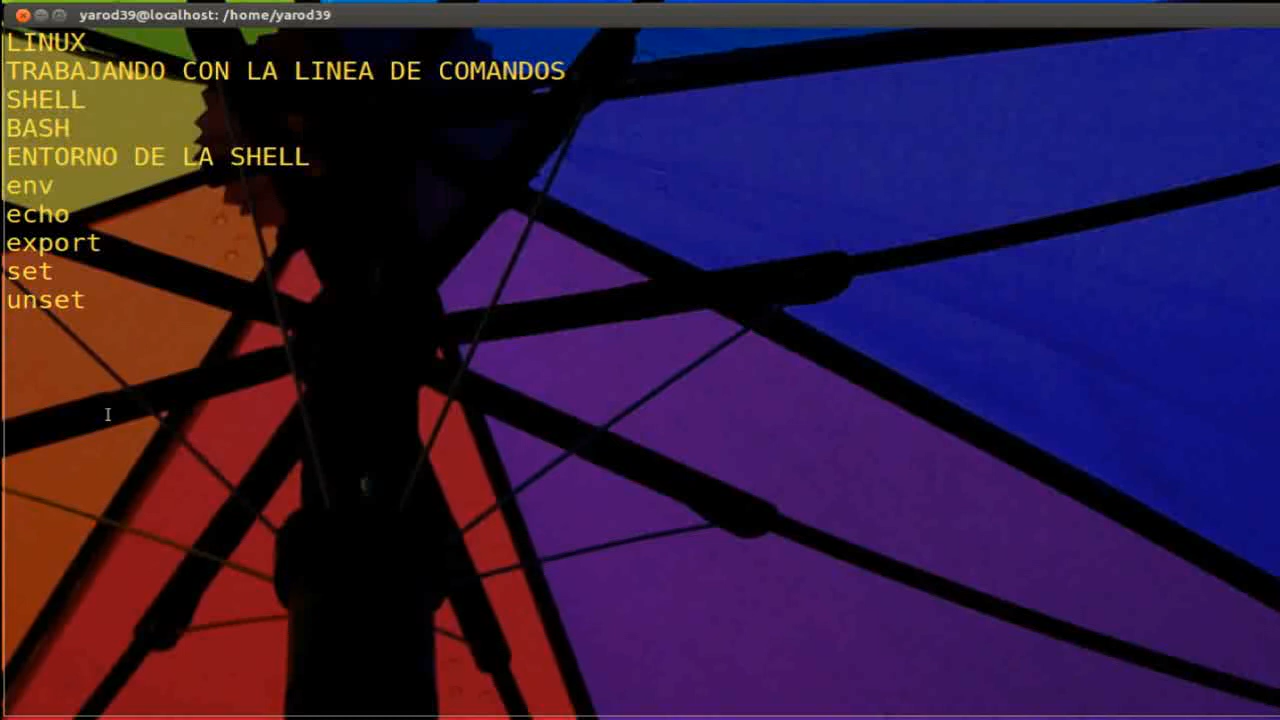 yarod39@localhost: /home/yarod39
LINUX
TRABAJANDO CON LA LINEA DE COMANDOS
SHELL
BASH
ENTORNO DE LA SHELL
env
echo
export
set
unset